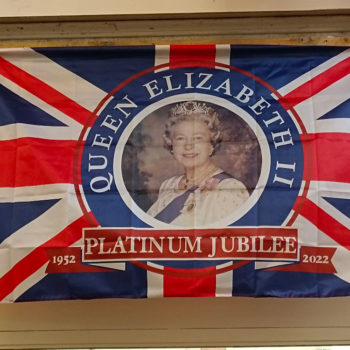 QUEEN ELIZABETH II
PLATINUM JUBILEE
1952 2022